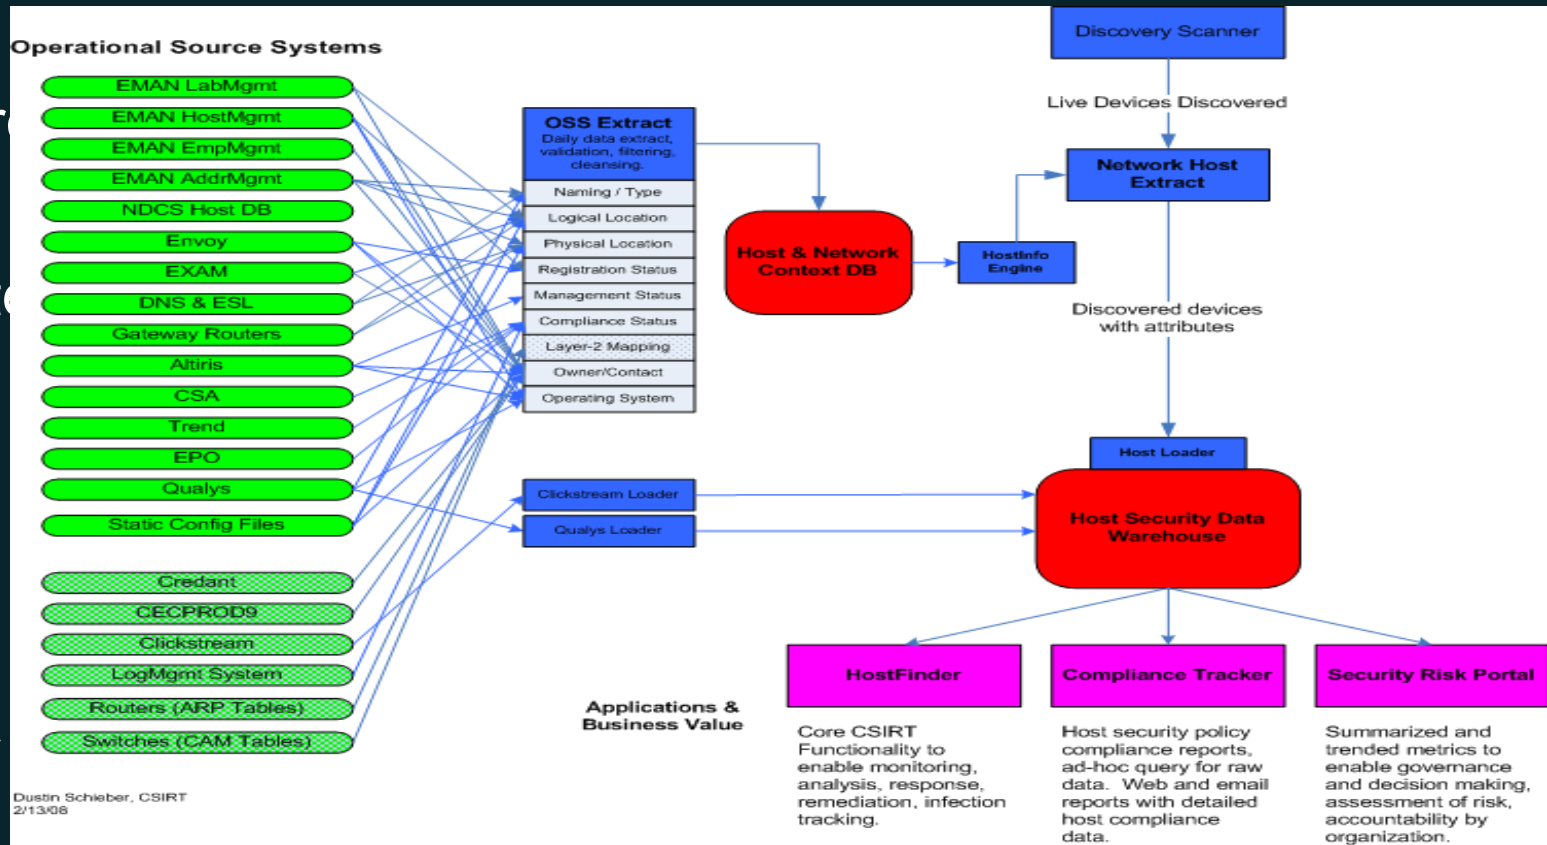 Operational Source Systems
EMAN LabMgmt
EMAN HostMgmt
EMAN EmpMgmt
EMAN AddrMgmt
NDCS Host DB
Envoy
EXAM
DNS & ESL
Gateway Routers
Altiris
CSA
Trend
EPO
Qualys
Static Config Files
Credant
CECPROD9
Clickstream
LogMgmt System
Routers (ARP Tables)
Switches (CAM Tables)
Dustin Schieber, CSIRT
2/13/08
OSS Extract
Daily data extract,
validation, filtering,
cleansing.
Naming / Type
Logical Location
Physical Location
Registration Status
Management Status
Compliance Status
Layer-2 Mapping
Owner/Contact
Operating System
Clickstream Loader
Qualys Loader
Host & Network
Context DB
HostInfo
Engine
Discovery Scanner
Live Devices Discovered
Network Host
Extract
Discovered devices
with attributes
Host Loader
Host Security Data
Warehouse
Applications &
Business Value
HostFinder
Core CSIRT
Functionality to
enable monitoring,
analysis, response,
remediation, infection
tracking.
Compliance Tracker
Host security policy
compliance reports,
ad-hoc query for raw
data. Web and email
reports with detailed
host compliance
data.
Security Risk Portal
Summarized and
trended metrics to
enable governance
and decision making,
assessment of risk,
accountability by
organization.